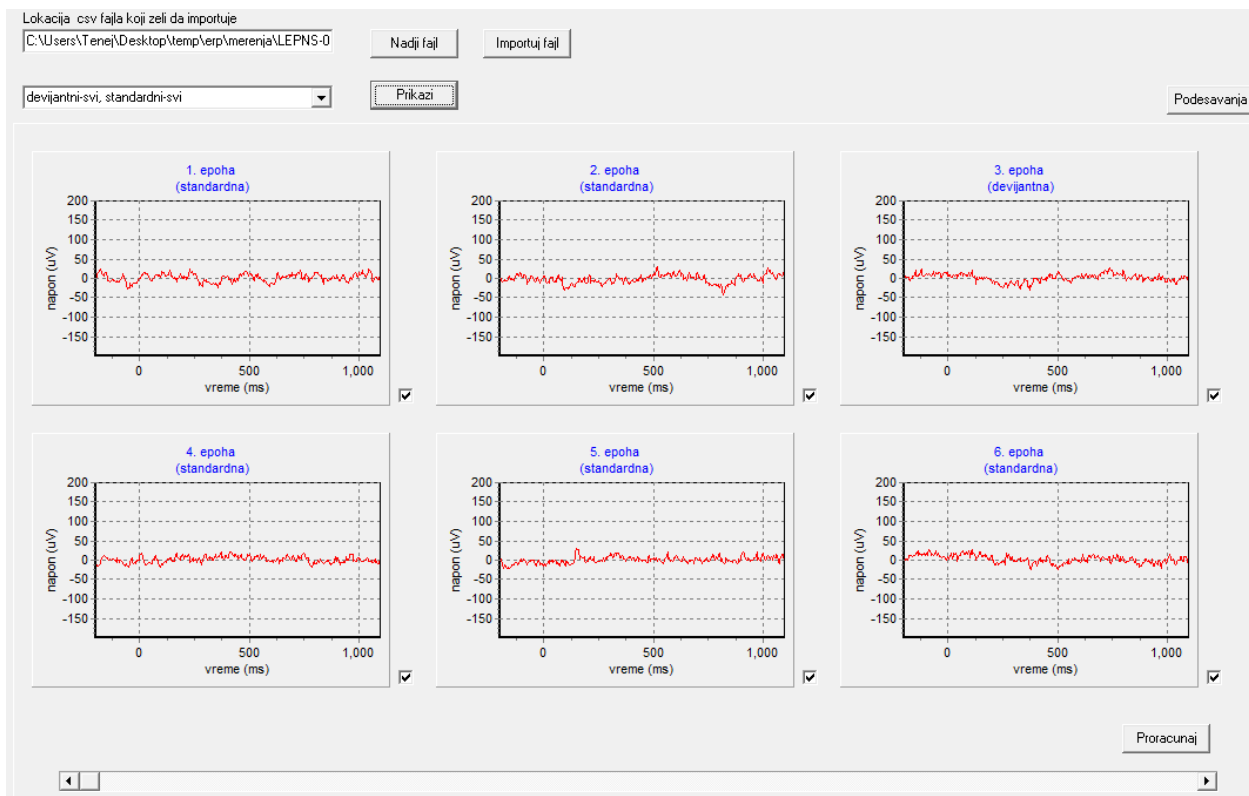 Lokacija csv fajla koji zeli da importuje
C:\Users\Tenej\Desktop\temp\erp\merenja\LEPNS-0
Nadji fajl
Importuj fajl
devijantni-svi, standardni-svi
Prikazi
Podesavanja
1. epoha
(standardna)
200
150
100
50
0
-50
-100
-150
napon (uV)
0 500 1,000
vreme (ms)
2. epoha
(standardna)
200
150
100
50
0
-50
-100
-150
napon (uV)
0 500 1,000
vreme (ms)
3. epoha
(devijantna)
200
150
100
50
0
-50
-100
-150
napon (uV)
0 500 1,000
vreme (ms)
4. epoha
(standardna)
200
150
100
50
0
-50
-100
-150
napon (uV)
0 500 1,000
vreme (ms)
5. epoha
(standardna)
200
150
100
50
0
-50
-100
-150
napon (uV)
0 500 1,000
vreme (ms)
6. epoha
(standardna)
200
150
100
50
0
-50
-100
-150
napon (uV)
0 500 1,000
vreme (ms)
Proracunaj